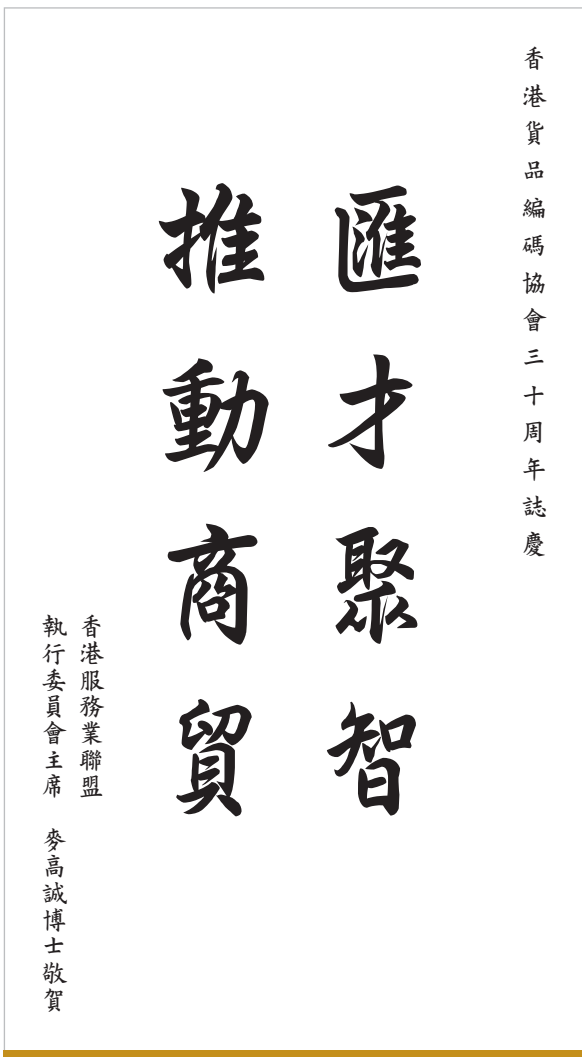 香港貨品編碼協會三十周年誌慶
匯才聚智
推動商貿
香港服務業聯盟
執行委員會主席 麥高誠博士敬賀